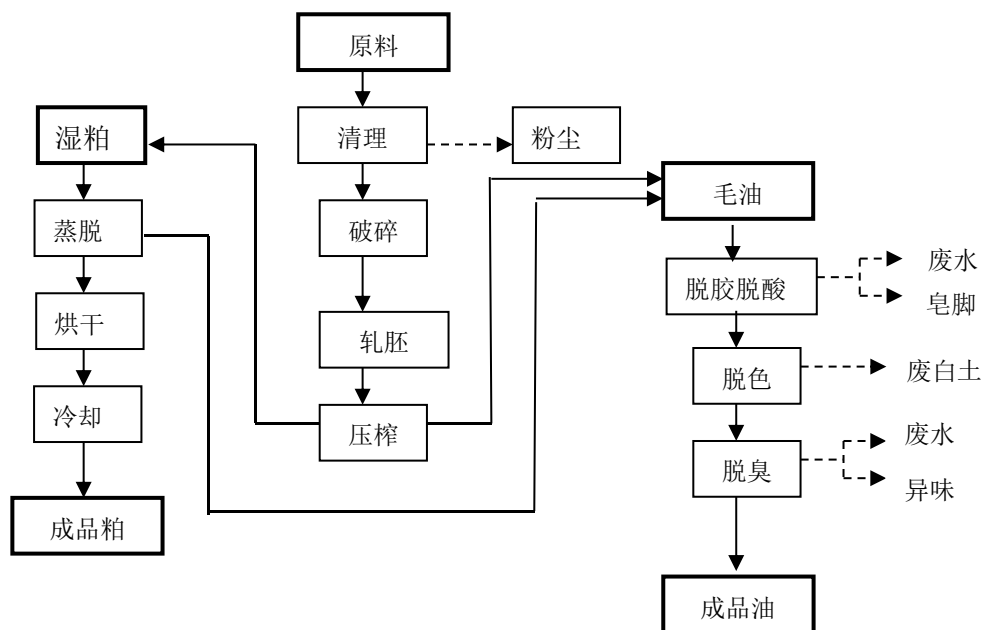 原料
清理
粉尘
破碎
轧胚
压榨
湿粕
蒸脱
烘干
冷却
成品粕
毛油
脱胶脱酸
废水
皂脚
脱色
废白土
脱臭
废水
异味
成品油